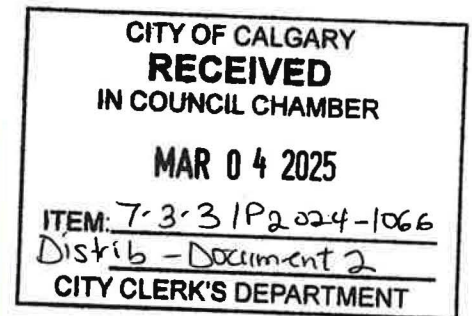 CITY OF CALGARY
RECEIVED
IN COUNCIL CHAMBER
MAR 0 4 2025
ITEM: 7.3.3 IP2024-1066
Distrib - Document 2
CITY CLERK'S DEPARTMENT